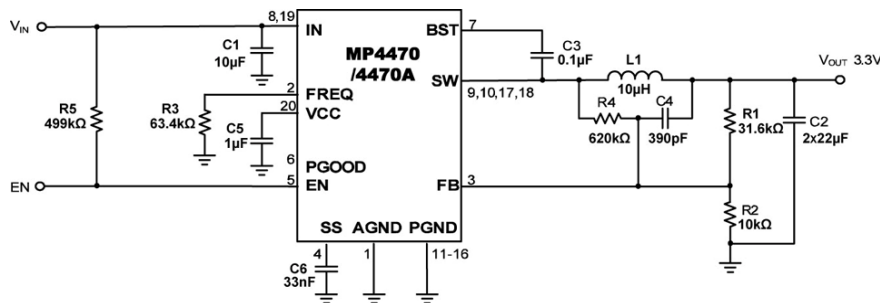 VIN
8,19
IN
BST
7
C1
10µF
MP4470
/4470A
C3
0.1µF
L1
10µH
VOUT 3.3V
SW
9,10,17,18
2
FREQ
R5
499kΩ
R3
63.4kΩ
20
VCC
C5
1µF
R4
620kΩ
C4
390pF
R1
31.6kΩ
C2
2x22µF
6
PGOOD
EN
5
EN
FB
3
R2
10kΩ
SS
AGND
PGND
4
1
11-16
C6
33nF